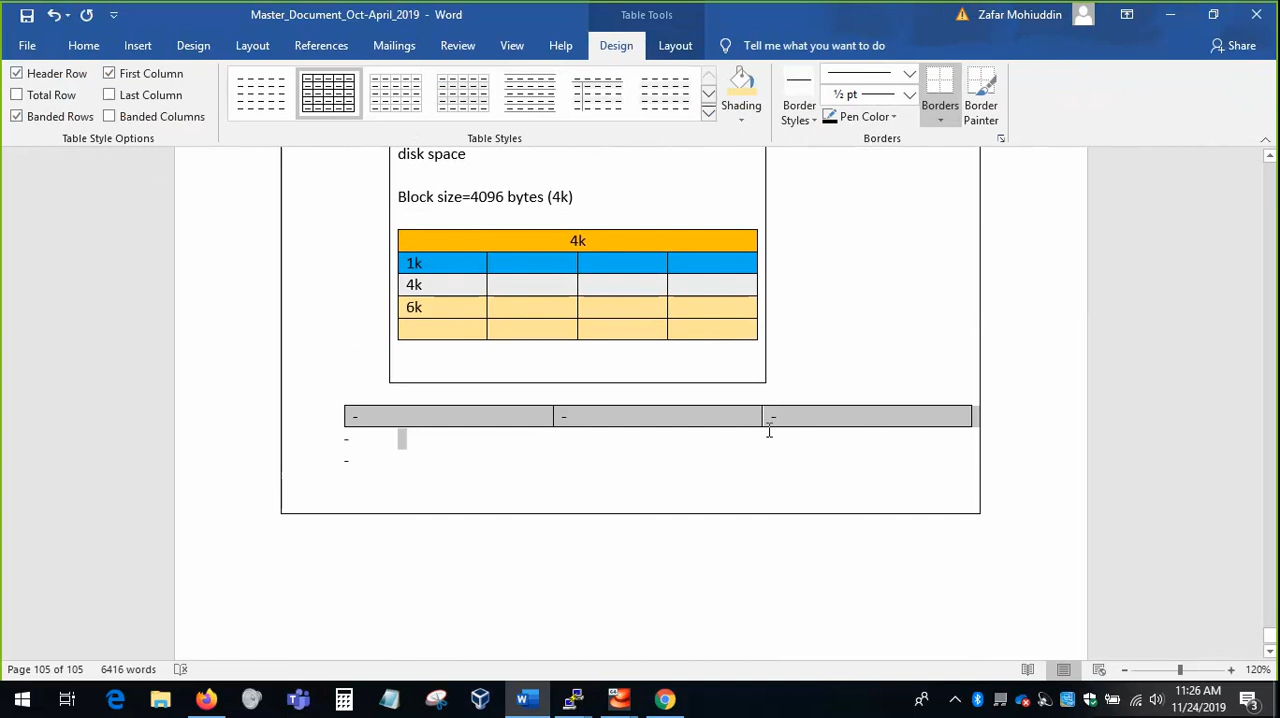 Master_Document_Oct-April_2019 - Word
Table Tools
Zafar Mohiuddin
File Home Insert Design Layout References Mailings Review View Help Design Layout Tell me what you want to do Share
Header Row First Column
Total Row Last Column
Banded Rows Banded Columns
Table Style Options
Table Styles
Shading
Border Styles
½ pt
Pen Color
Borders
Border Painter
Borders
disk space
Block size=4096 bytes (4k)
4k
1k
4k
6k
- - -
-
-
Page 105 of 105 6416 words
120%
11:26 AM
11/24/2019
3